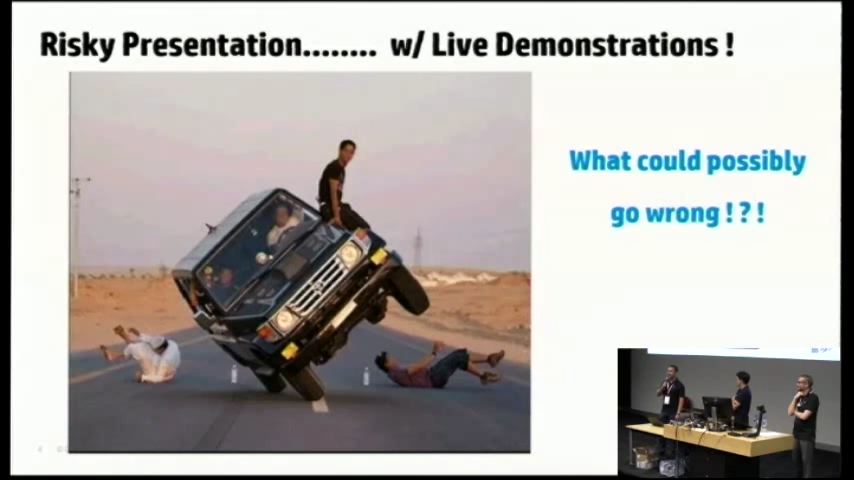 Risky Presentation........ w/ Live Demonstrations !
What could possibly
go wrong ! ? !